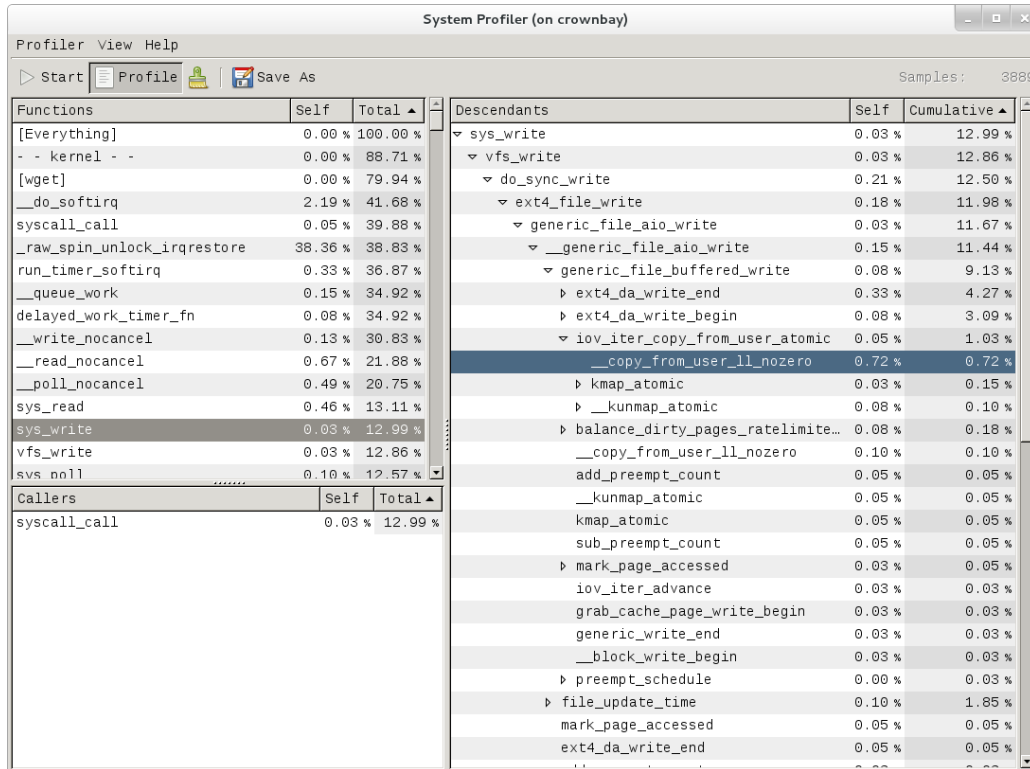 System Profiler (on crownbay)
Profiler View Help
Start Profile Save As Samples: 3889
Functions Self Total
[Everything] 0.00 % 100.00 %
- - kernel - - 0.00 % 88.71 %
[wget] 0.00 % 79.94 %
__do_softirq 2.19 % 41.68 %
syscall_call 0.05 % 39.88 %
_raw_spin_unlock_irqrestore 38.36 % 38.83 %
run_timer_softirq 0.33 % 36.87 %
__queue_work 0.15 % 34.92 %
delayed_work_timer_fn 0.08 % 34.92 %
__write_nocancel 0.13 % 30.83 %
__read_nocancel 0.67 % 21.88 %
__poll_nocancel 0.49 % 20.75 %
sys_read 0.46 % 13.11 %
sys_write 0.03 % 12.99 %
vfs_write 0.03 % 12.86 %
sys_poll 0.10 % 12.57 %
Callers Self Total
syscall_call 0.03 % 12.99 %
Descendants Self Cumulative
sys_write 0.03 % 12.99 %
vfs_write 0.03 % 12.86 %
do_sync_write 0.21 % 12.50 %
ext4_file_write 0.18 % 11.98 %
generic_file_aio_write 0.03 % 11.67 %
__generic_file_aio_write 0.15 % 11.44 %
generic_file_buffered_write 0.08 % 9.13 %
ext4_da_write_end 0.33 % 4.27 %
ext4_da_write_begin 0.08 % 3.09 %
iov_iter_copy_from_user_atomic 0.05 % 1.03 %
__copy_from_user_ll_nozero 0.72 % 0.72 %
kmap_atomic 0.03 % 0.15 %
__kunmap_atomic 0.08 % 0.10 %
balance_dirty_pages_ratelimite… 0.08 % 0.18 %
__copy_from_user_ll_nozero 0.10 % 0.10 %
add_preempt_count 0.05 % 0.05 %
__kunmap_atomic 0.05 % 0.05 %
kmap_atomic 0.05 % 0.05 %
sub_preempt_count 0.05 % 0.05 %
mark_page_accessed 0.05 % 0.05 %
iov_iter_advance 0.03 % 0.03 %
grab_cache_page_write_begin 0.03 % 0.03 %
generic_write_end 0.03 % 0.03 %
__block_write_begin 0.03 % 0.03 %
preempt_schedule 0.00 % 0.03 %
file_update_time 0.10 % 1.85 %
mark_page_accessed 0.05 % 0.05 %
ext4_da_write_end 0.05 % 0.05 %